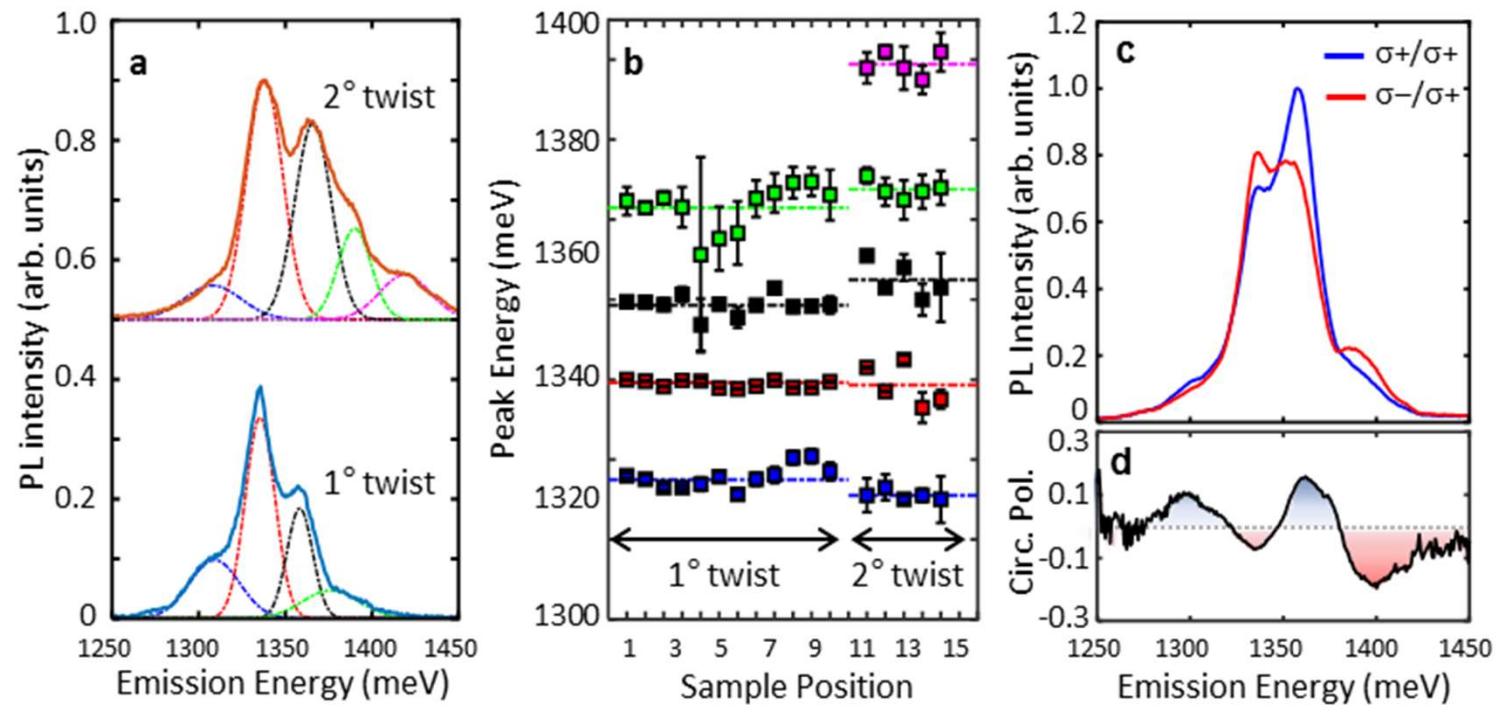 a
2° twist
1° twist
1.0
0.8
0.6
0.4
0.2
0
PL intensity (arb. units)
1250 1300 1350 1400 1450
Emission Energy (meV)
b
1400
1380
1360
1340
1320
1300
Peak Energy (meV)
1° twist 2° twist
1 3 5 7 9 11 13 15
Sample Position
c
σ+/σ+
σ−/σ+
1.2
1.0
0.8
0.6
0.4
0.2
0
PL Intensity (arb. units)
d
0.3
0.1
-0.1
-0.3
Circ. Pol.
1250 1300 1350 1400 1450
Emission Energy (meV)